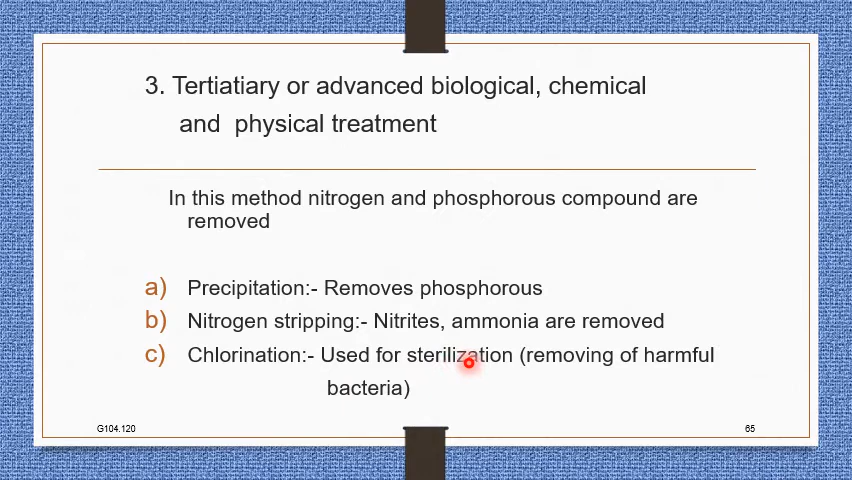 3. Tertiatiary or advanced biological, chemical
and physical treatment
In this method nitrogen and phosphorous compound are
removed
a) Precipitation:- Removes phosphorous
b) Nitrogen stripping:- Nitrites, ammonia are removed
c) Chlorination:- Used for sterilization (removing of harmful
bacteria)
G104.120
65